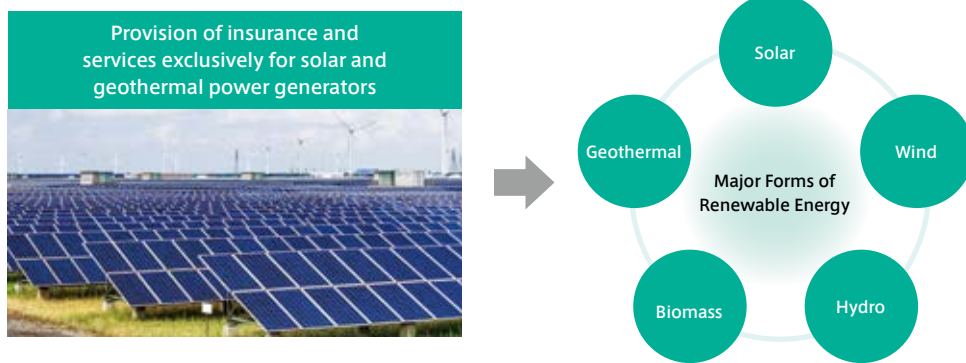 Provision of insurance and
services exclusively for solar and
geothermal power generators
Solar
Geothermal
Wind
Major Forms of
Renewable Energy
Biomass
Hydro